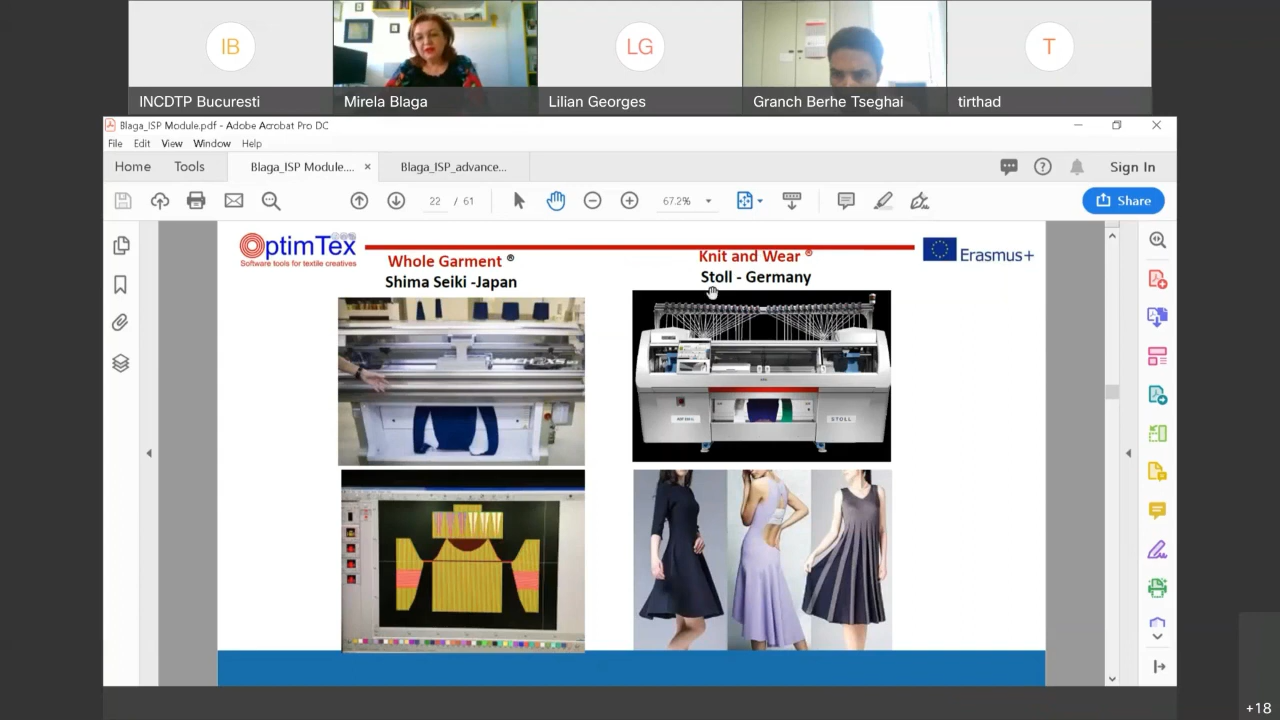 IB
LG
T
INCDTP Bucuresti
Mirela Blaga
Lilian Georges
Granch Berhe Tseghai
tirthad
Blaga_ISP Module.pdf - Adobe Acrobat Pro DC
File Edit View Window Help
Home Tools Blaga_ISP Module.... × Blaga_ISP_advance... Sign In
22 / 61 67.2% Share
OptimTex
Software tools for textile creatives
Whole Garment ®
Shima Seiki -Japan
Knit and Wear ®
Stoll - Germany
Erasmus+
STOLL
+18